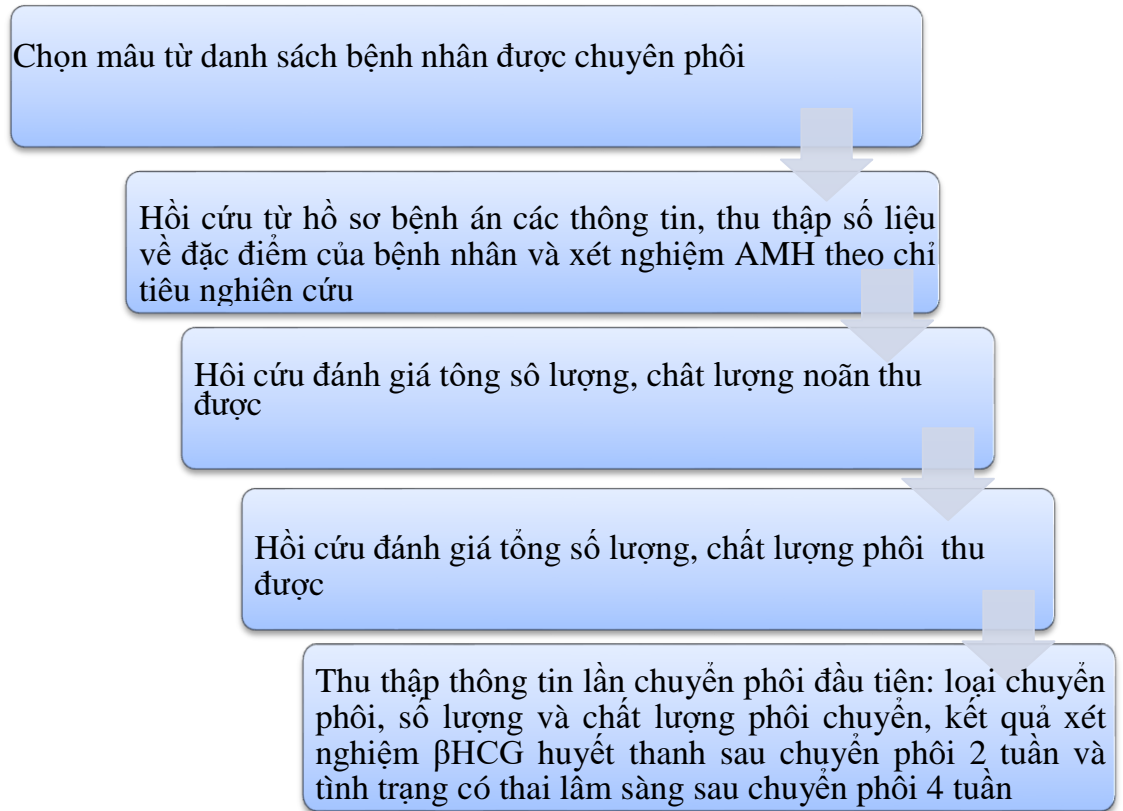 Chọn mâu từ danh sách bệnh nhân được chuyên phôi
Hồi cứu từ hồ sơ bệnh án các thông tin, thu thập số liệu
về đặc điểm của bệnh nhân và xét nghiệm AMH theo chỉ
tiêu nghiên cứu
Hôi cứu đánh giá tông sô lượng, chât lượng noãn thu
được
Hồi cứu đánh giá tổng số lượng, chất lượng phôi thu
được
Thu thập thông tin lần chuyển phôi đầu tiên: loại chuyển
phôi, số lượng và chất lượng phôi chuyển, kết quả xét
nghiệm βHCG huyết thanh sau chuyển phôi 2 tuần và
tình trạng có thai lâm sàng sau chuyển phôi 4 tuần